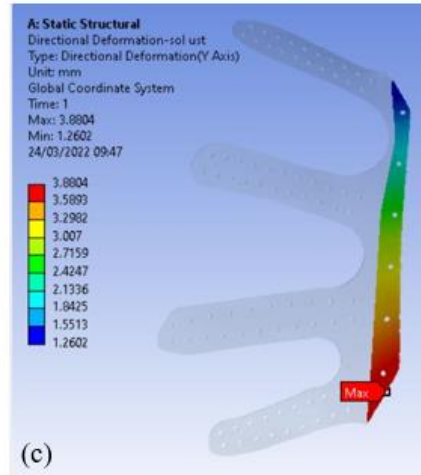 A: Static Structural
Directional Deformation-sol ust
Type: Directional Deformation(Y Axis)
Unit: mm
Global Coordinate System
Time: 1
Max: 3.8804
Min: 1.2602
24/03/2022 09:47
3.8804
3.5893
3.2982
3.007
2.7159
2.4247
2.1336
1.8425
1.5513
1.2602
Max
(c)